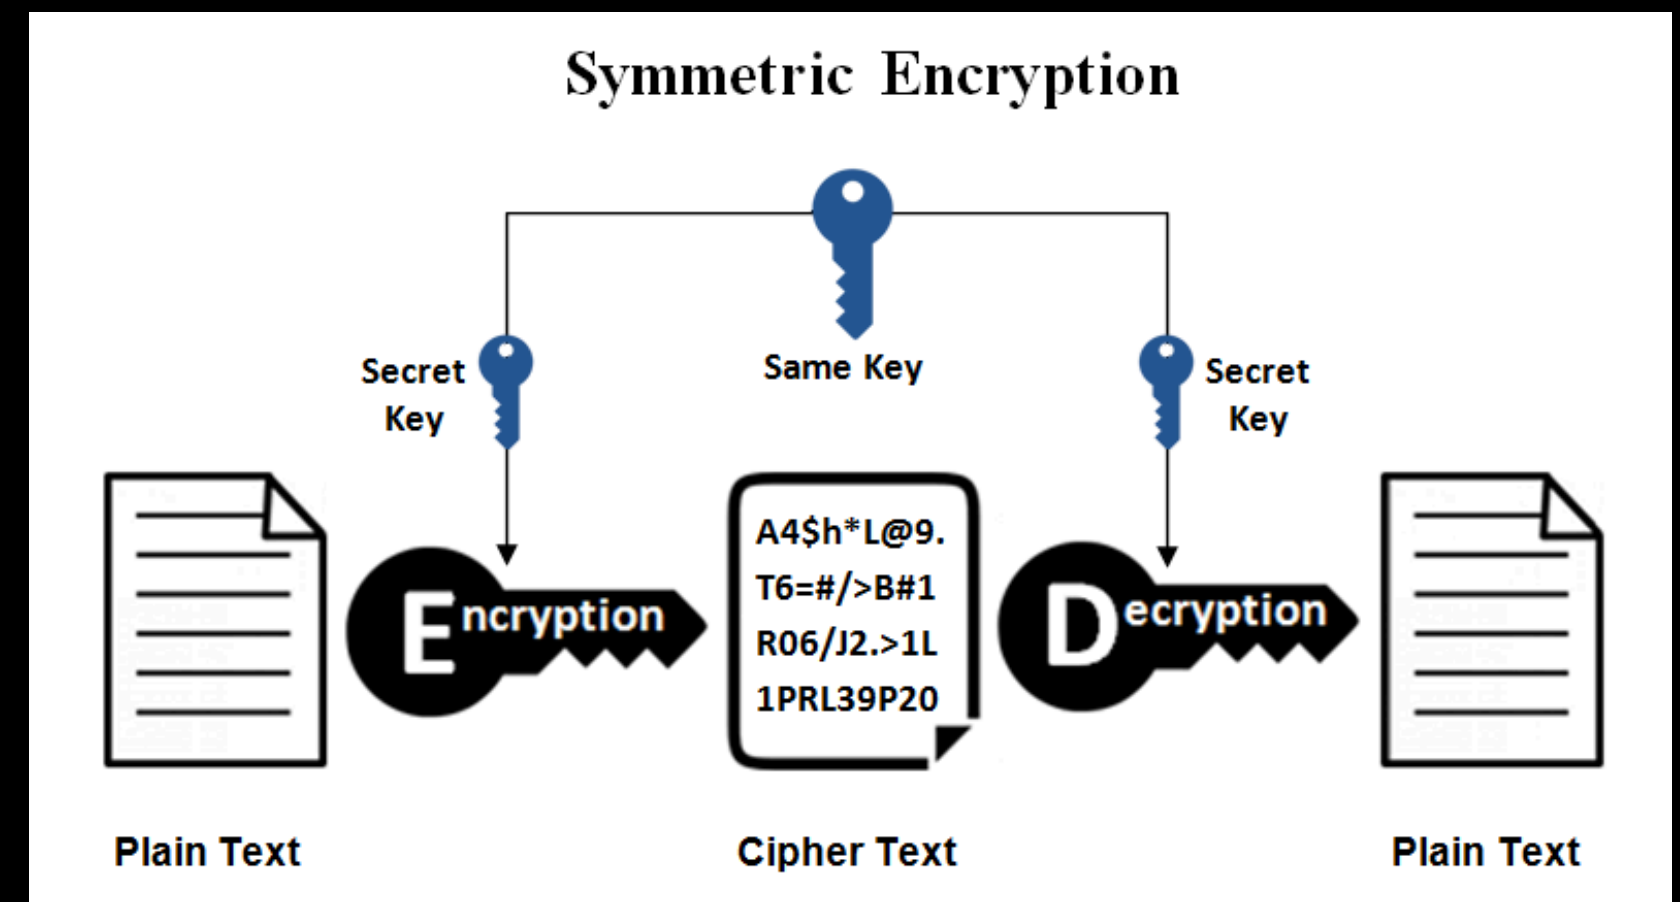 Symmetric Encryption
Same Key
Secret
Key
Secret
Key
Encryption
A4$h*L@9.
T6=#/>B#1
R06/J2.>1L
1PRL39P20
Decryption
Plain Text
Cipher Text
Plain Text